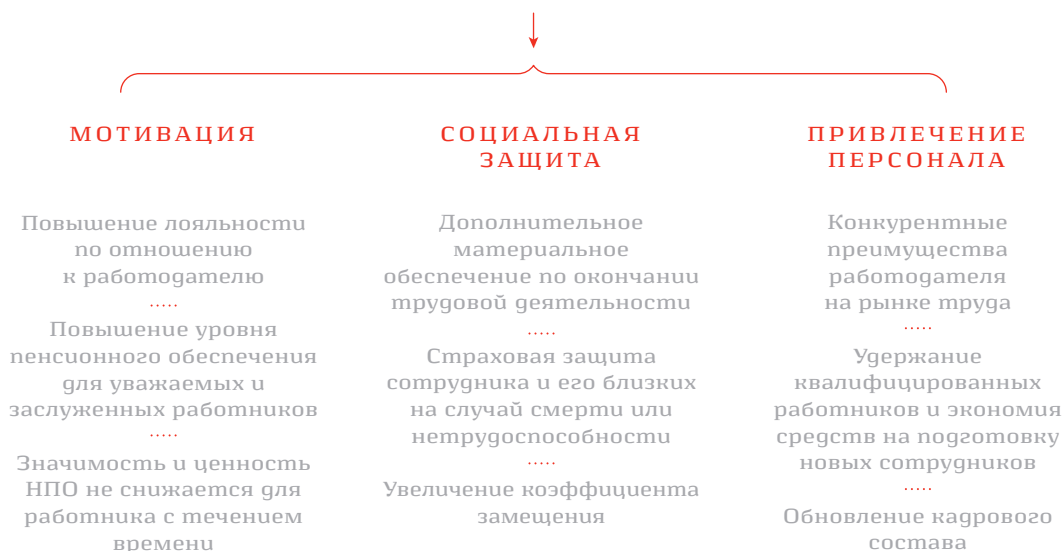 МОТИВАЦИЯ
Повышение лояльности
по отношению
к работодателю
.....
Повышение уровня
пенсионного обеспечения
для уважаемых и
заслуженных работников
.....
Значимость и ценность
НПО не снижается для
работника с течением
времени
СОЦИАЛЬНАЯ
ЗАЩИТА
Дополнительное
материальное
обеспечение по окончании
трудовой деятельности
.....
Страховая защита
сотрудника и его близких
на случай смерти или
нетрудоспособности
.....
Увеличение коэффициента
замещения
ПРИВЛЕЧЕНИЕ
ПЕРСОНАЛА
Конкурентные
преимущества
работодателя
на рынке труда
.....
Удержание
квалифицированных
работников и экономия
средств на подготовку
новых сотрудников
.....
Обновление кадрового
состава